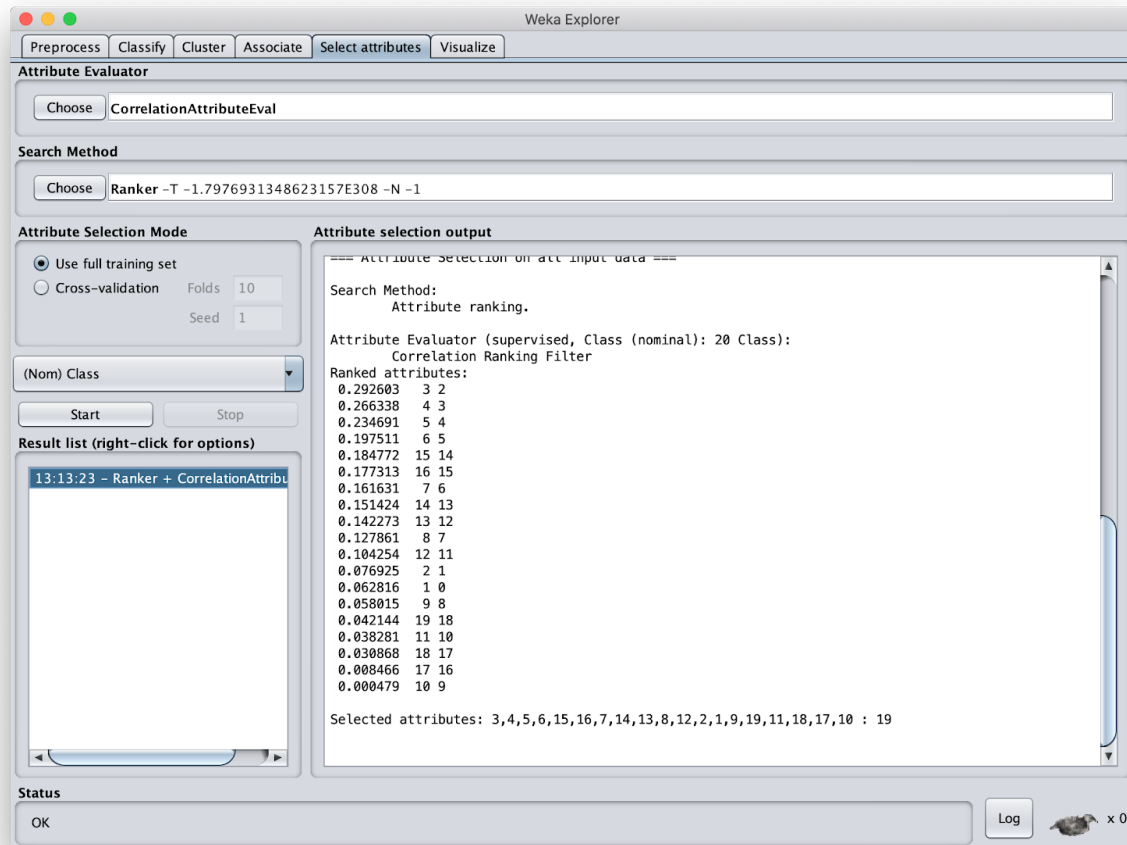 Weka Explorer
Preprocess Classify Cluster Associate Select attributes Visualize
Attribute Evaluator
Choose CorrelationAttributeEval
Search Method
Choose Ranker -T -1.7976931348623157E308 -N -1
Attribute Selection Mode
Use full training set
Cross-validation Folds 10
Seed 1
(Nom) Class
Start Stop
Result list (right-click for options)
13:13:23 - Ranker + CorrelationAttribu
Attribute selection output
=== Attribute Selection on all input data ===
Search Method:
Attribute ranking.
Attribute Evaluator (supervised, Class (nominal): 20 Class):
Correlation Ranking Filter
Ranked attributes:
0.292603 3 2
0.266338 4 3
0.234691 5 4
0.197511 6 5
0.184772 15 14
0.177313 16 15
0.161631 7 6
0.151424 14 13
0.142273 13 12
0.127861 8 7
0.104254 12 11
0.076925 2 1
0.062816 1 0
0.058015 9 8
0.042144 19 18
0.038281 11 10
0.030868 18 17
0.008466 17 16
0.000479 10 9
Selected attributes: 3,4,5,6,15,16,7,14,13,8,12,2,1,9,19,11,18,17,10 : 19
Status
OK
Log
x 0